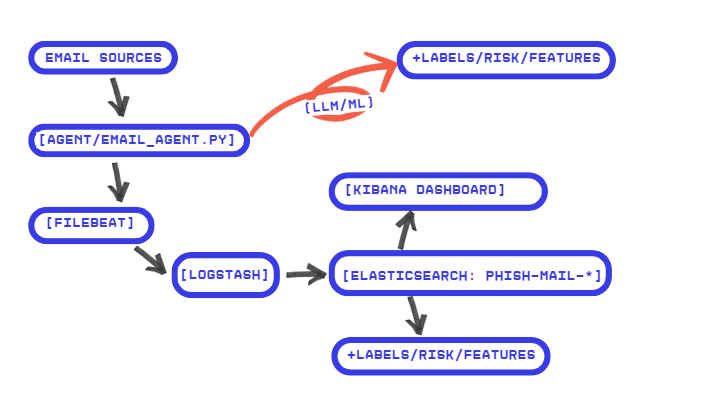 EMAIL SOURCES
+LABELS/RISK/FEATURES
[LLM/ML]
[AGENT/EMAIL_AGENT.PY]
[KIBANA DASHBOARD]
[FILEBEAT]
[LOGSTASH]
[ELASTICSEARCH: PHISH-MAIL-*]
+LABELS/RISK/FEATURES